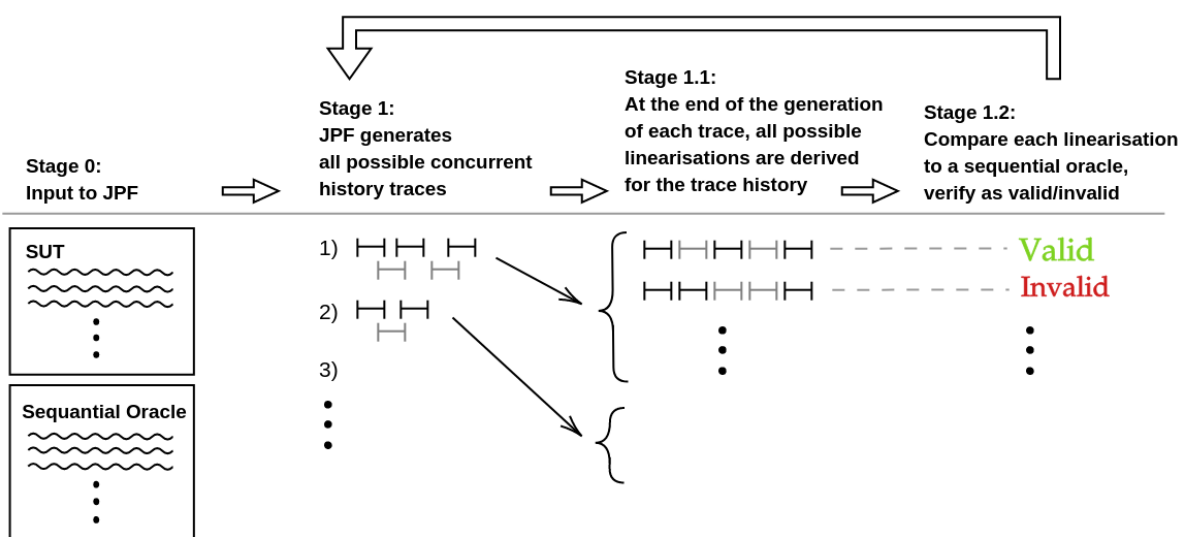 Stage 0:
Input to JPF
Stage 1:
JPF generates
all possible concurrent
history traces
Stage 1.1:
At the end of the generation
of each trace, all possible
linearisations are derived
for the trace history
Stage 1.2:
Compare each linearisation
to a sequential oracle,
verify as valid/invalid
SUT
Sequantial Oracle
1)
2)
3)
Valid
Invalid